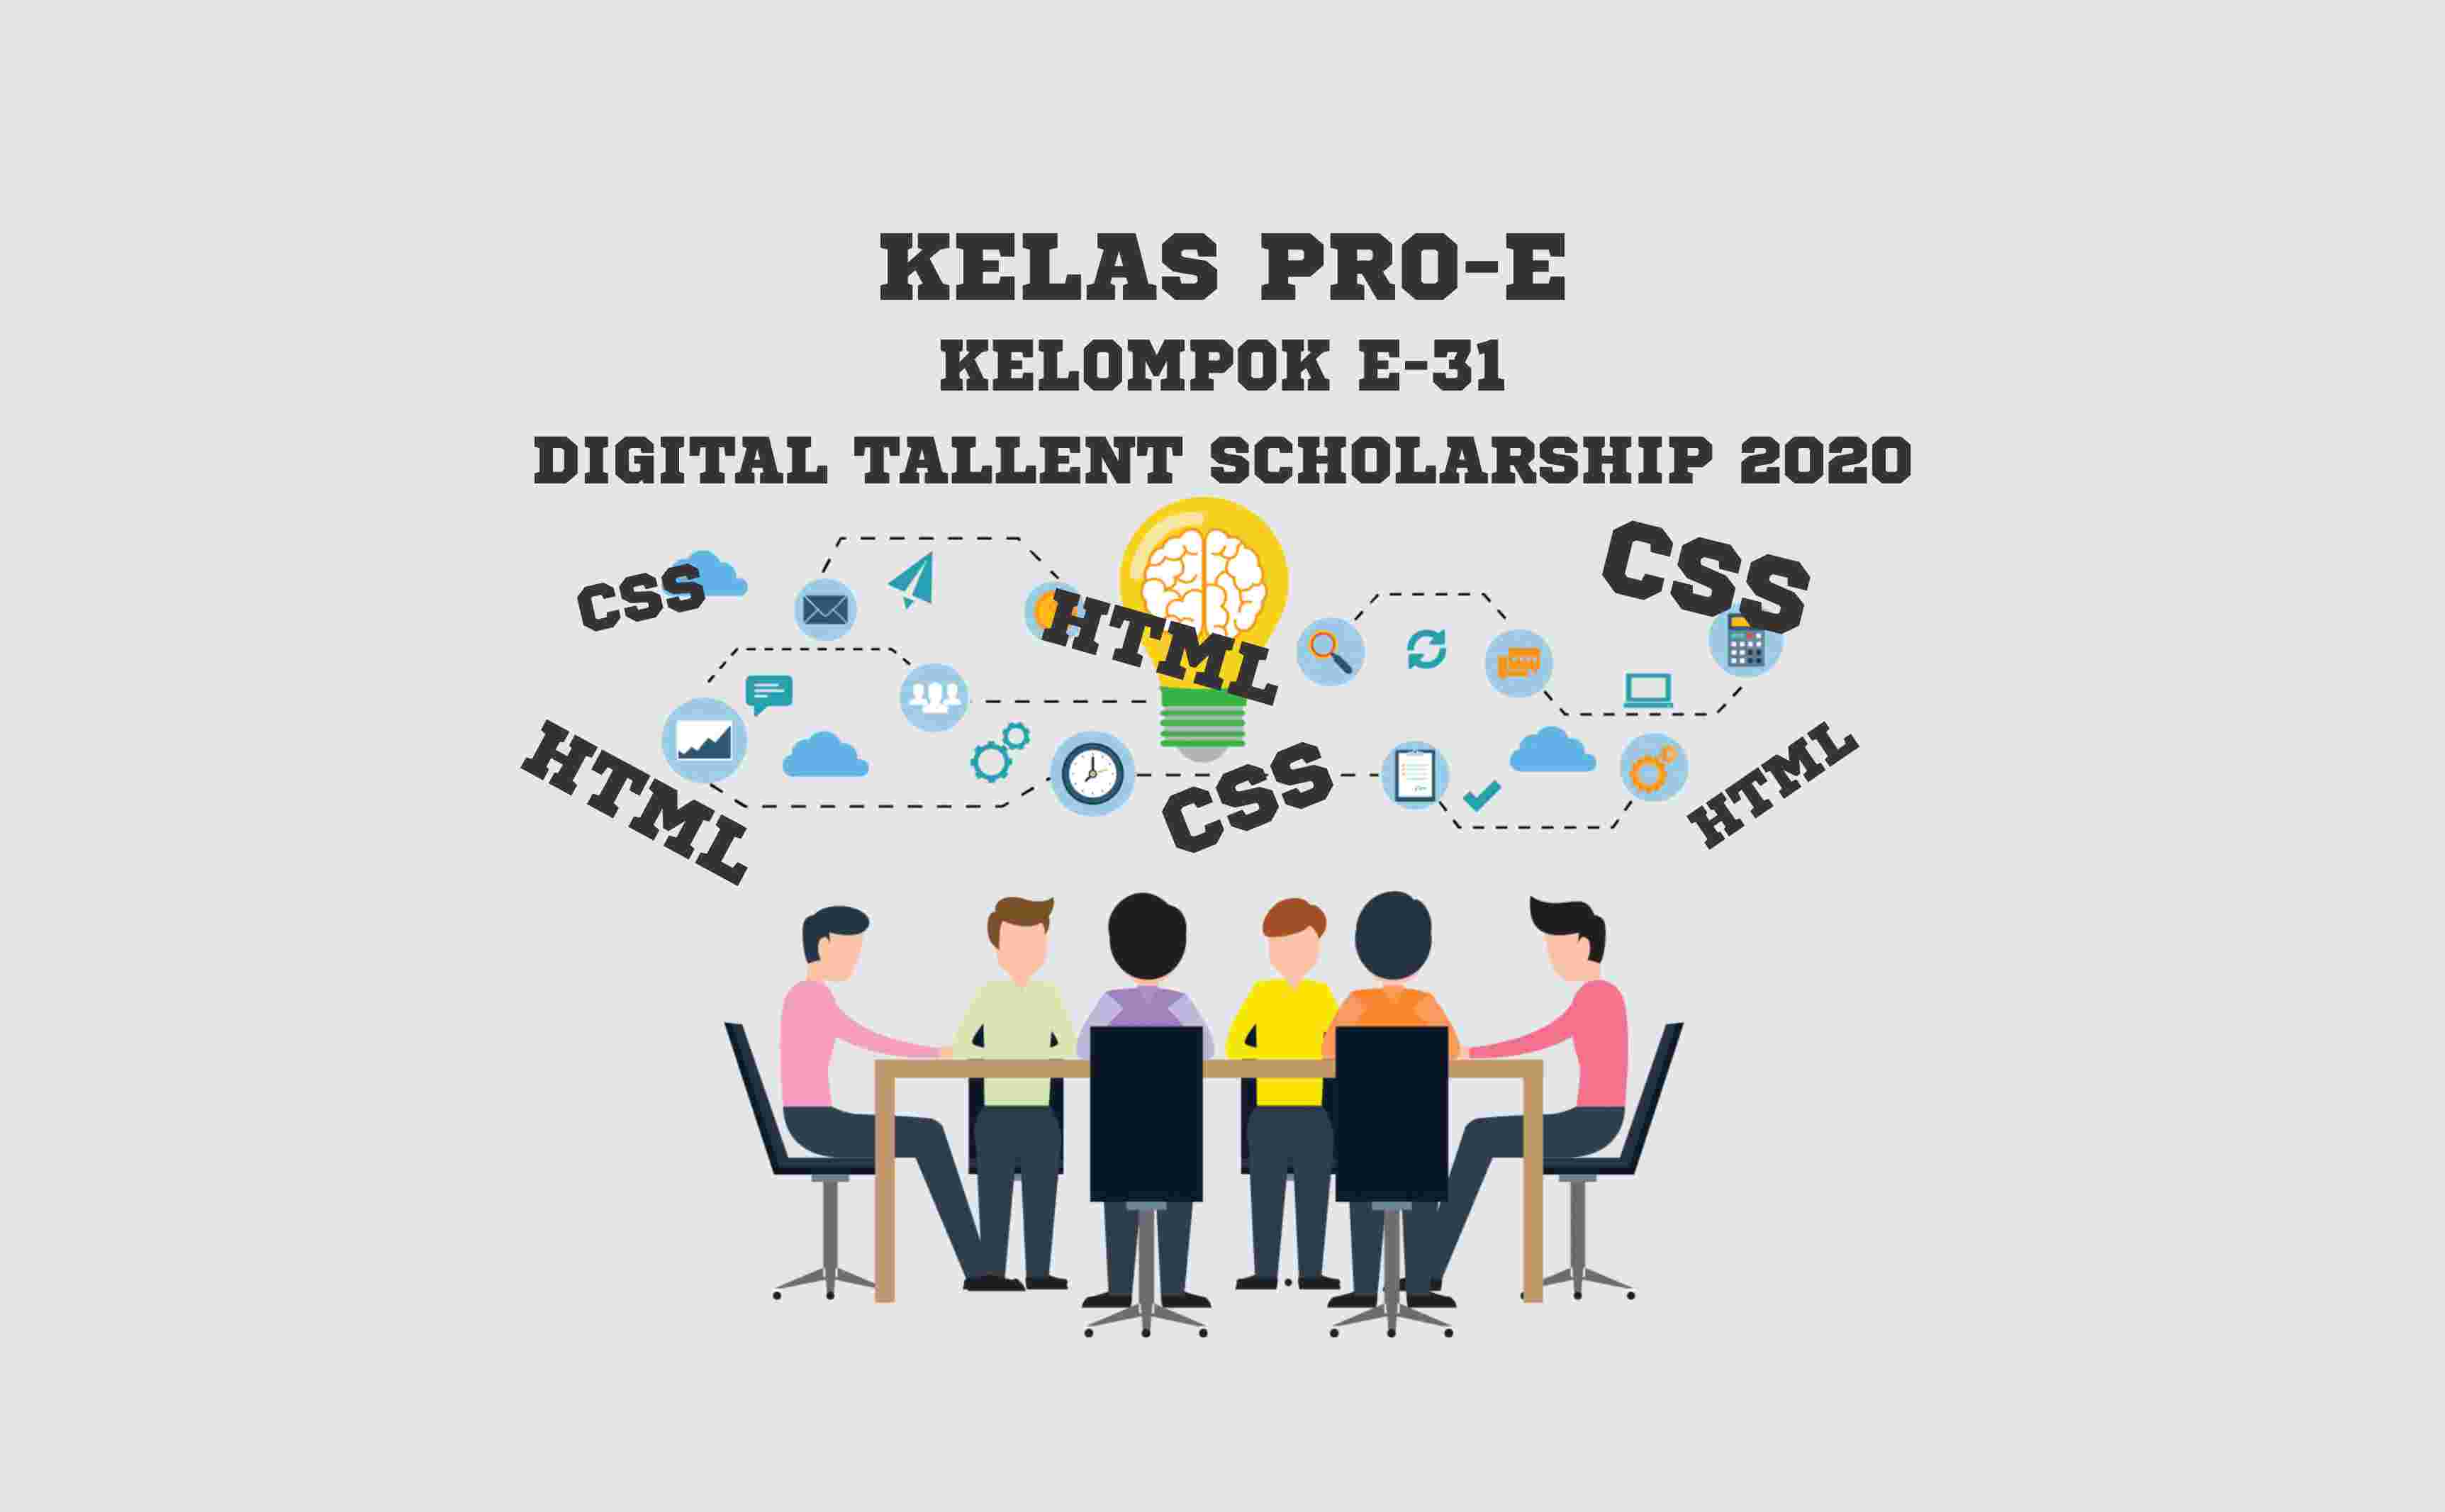 KELAS PRO-E
KELOMPOK E-31
DIGITAL TALLENT SCHOLARSHIP 2020
CSS
HTML
CSS
HTML
CSS
HTML